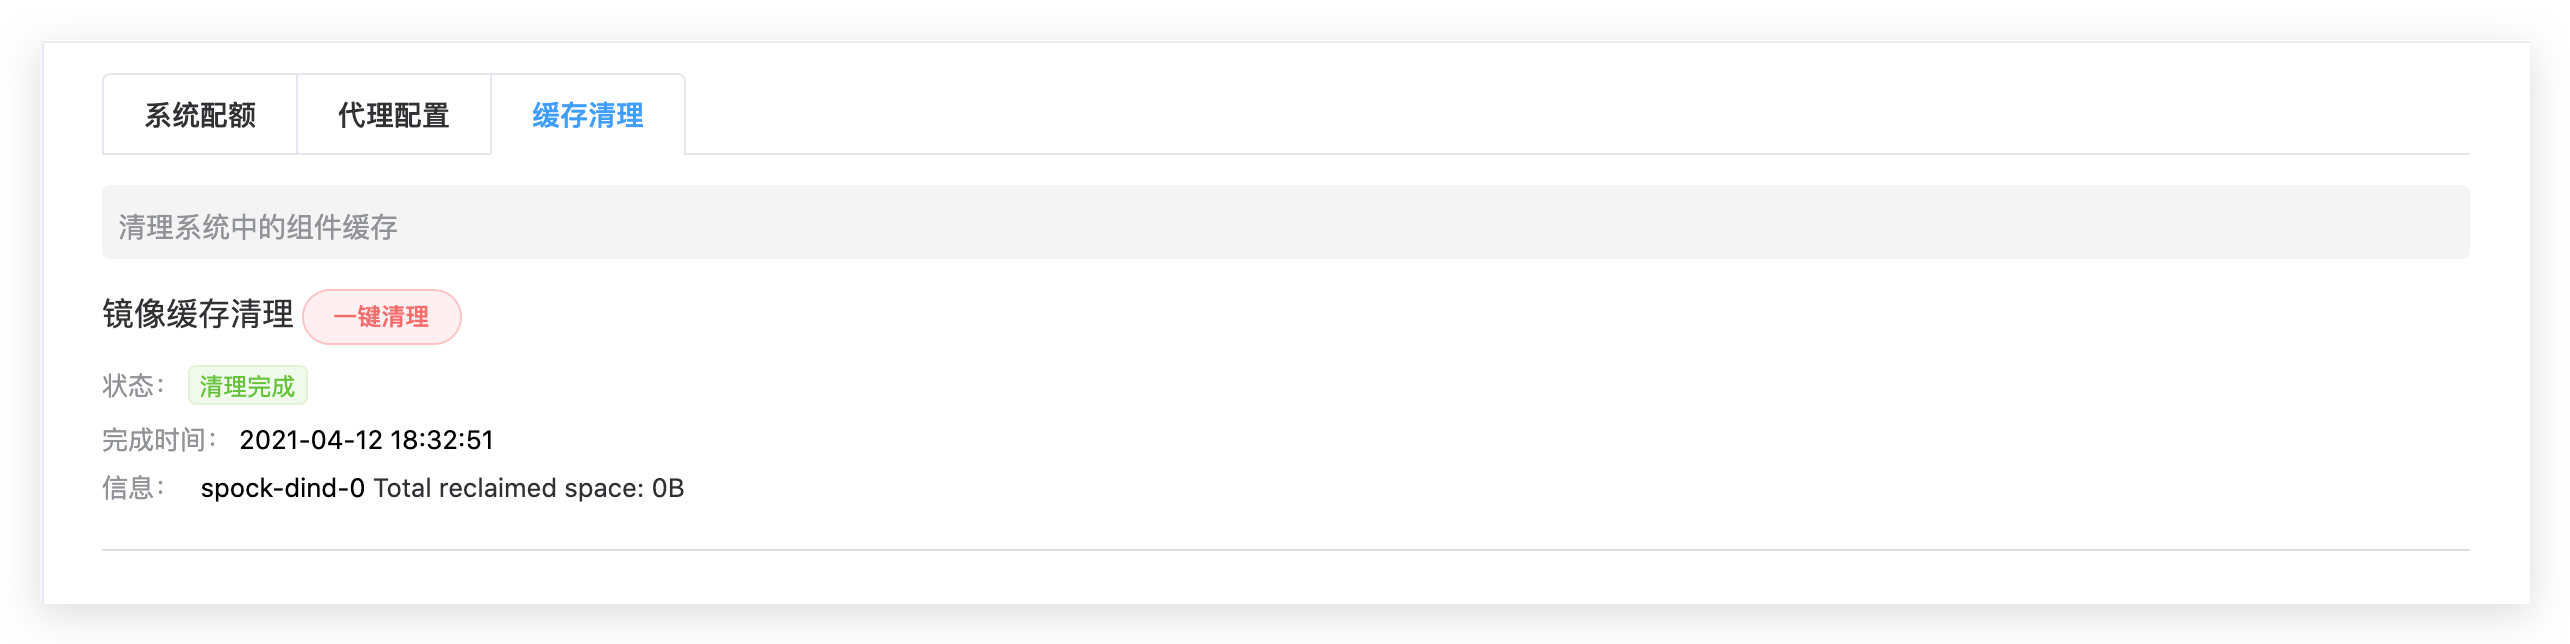 系统配额 代理配置 缓存清理
清理系统中的组件缓存
镜像缓存清理 一键清理
状态： 清理完成
完成时间： 2021-04-12 18:32:51
信息： spock-dind-0 Total reclaimed space: 0B